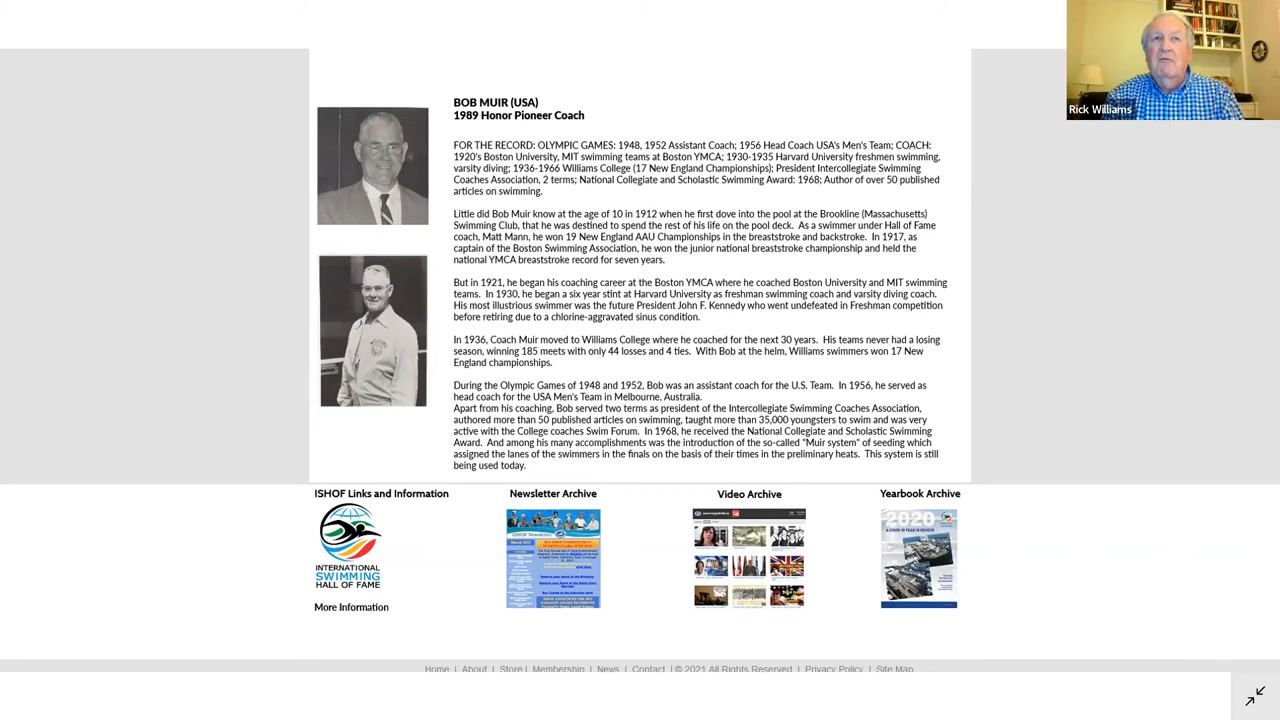 Rick Williams
BOB MUIR (USA)
1989 Honor Pioneer Coach
FOR THE RECORD: OLYMPIC GAMES: 1948, 1952 Assistant Coach; 1956 Head Coach USA's Men's Team; COACH:
1920's Boston University, MIT swimming teams at Boston YMCA; 1930-1935 Harvard University freshmen swimming,
varsity diving; 1936-1966 Williams College (17 New England Championships); President Intercollegiate Swimming
Coaches Association, 2 terms; National Collegiate and Scholastic Swimming Award: 1968; Author of over 50 published
articles on swimming.
Little did Bob Muir know at the age of 10 in 1912 when he first dove into the pool at the Brookline (Massachusetts)
Swimming Club, that he was destined to spend the rest of his life on the pool deck. As a swimmer under Hall of Fame
coach, Matt Mann, he won 19 New England AAU Championships in the breaststroke and backstroke. In 1917, as
captain of the Boston Swimming Association, he won the junior national breaststroke championship and held the
national YMCA breaststroke record for seven years.
But in 1921, he began his coaching career at the Boston YMCA where he coached Boston University and MIT swimming
teams. In 1930, he began a six year stint at Harvard University as freshman swimming coach and varsity diving coach.
His most illustrious swimmer was the future President John F. Kennedy who went undefeated in Freshman competition
before retiring due to a chlorine-aggravated sinus condition.
In 1936, Coach Muir moved to Williams College where he coached for the next 30 years. His teams never had a losing
season, winning 185 meets with only 44 losses and 4 ties. With Bob at the helm, Williams swimmers won 17 New
England championships.
During the Olympic Games of 1948 and 1952, Bob was an assistant coach for the U.S. Team. In 1956, he served as
head coach for the USA Men's Team in Melbourne, Australia.
Apart from his coaching, Bob served two terms as president of the Intercollegiate Swimming Coaches Association,
authored more than 50 published articles on swimming, taught more than 35,000 youngsters to swim and was very
active with the College coaches Swim Forum. In 1968, he received the National Collegiate and Scholastic Swimming
Award. And among his many accomplishments was the introduction of the so-called "Muir system" of seeding which
assigned the lanes of the swimmers in the finals on the basis of their times in the preliminary heats. This system is still
being used today.
ISHOF Links and Information
Newsletter Archive
Video Archive
Yearbook Archive
ISHOF Newsletter
2020
INTERNATIONAL
SWIMMING
HALL OF FAME
More Information
Home | About | Store | Membership | News | Contact | © 2021 All Rights Reserved | Privacy Policy | Site Map